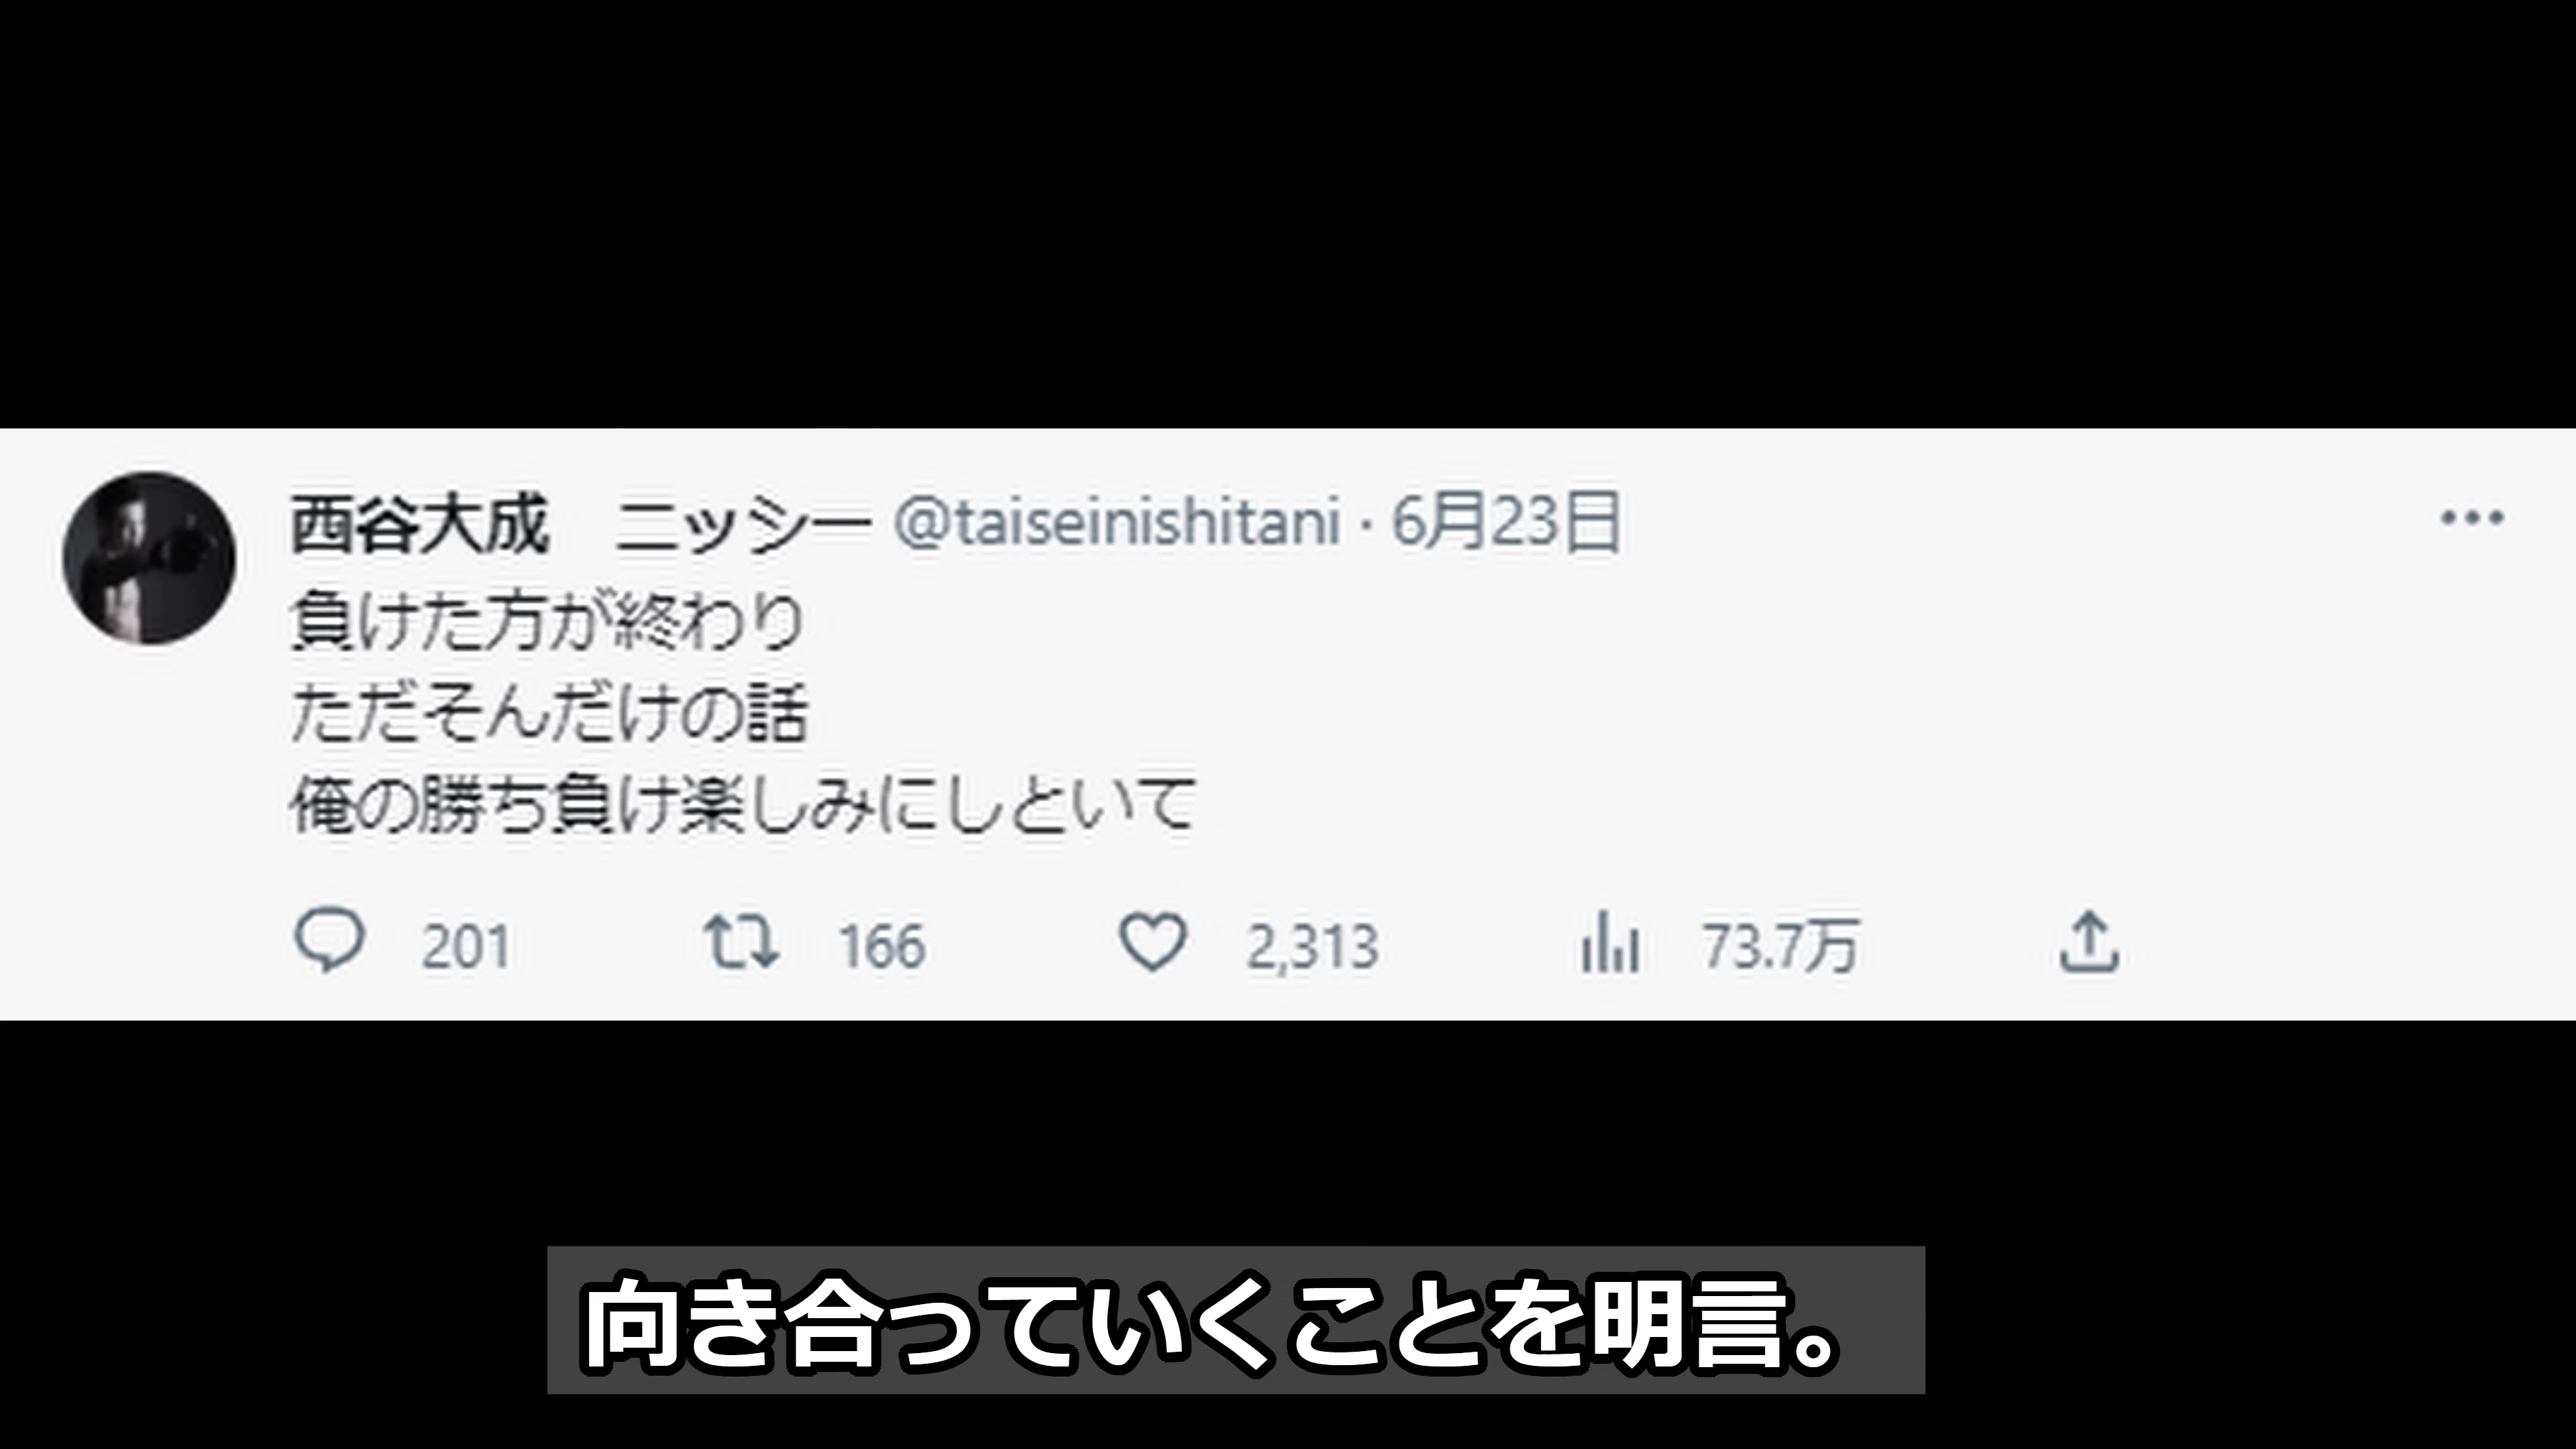 西谷大成　ニッシー @taiseinishitani · 6月23日
負けた方が終わり
ただそんだけの話
俺の勝ち負け楽しみにしといて
201 166 2,313 73.7万
向き合っていくことを明言。